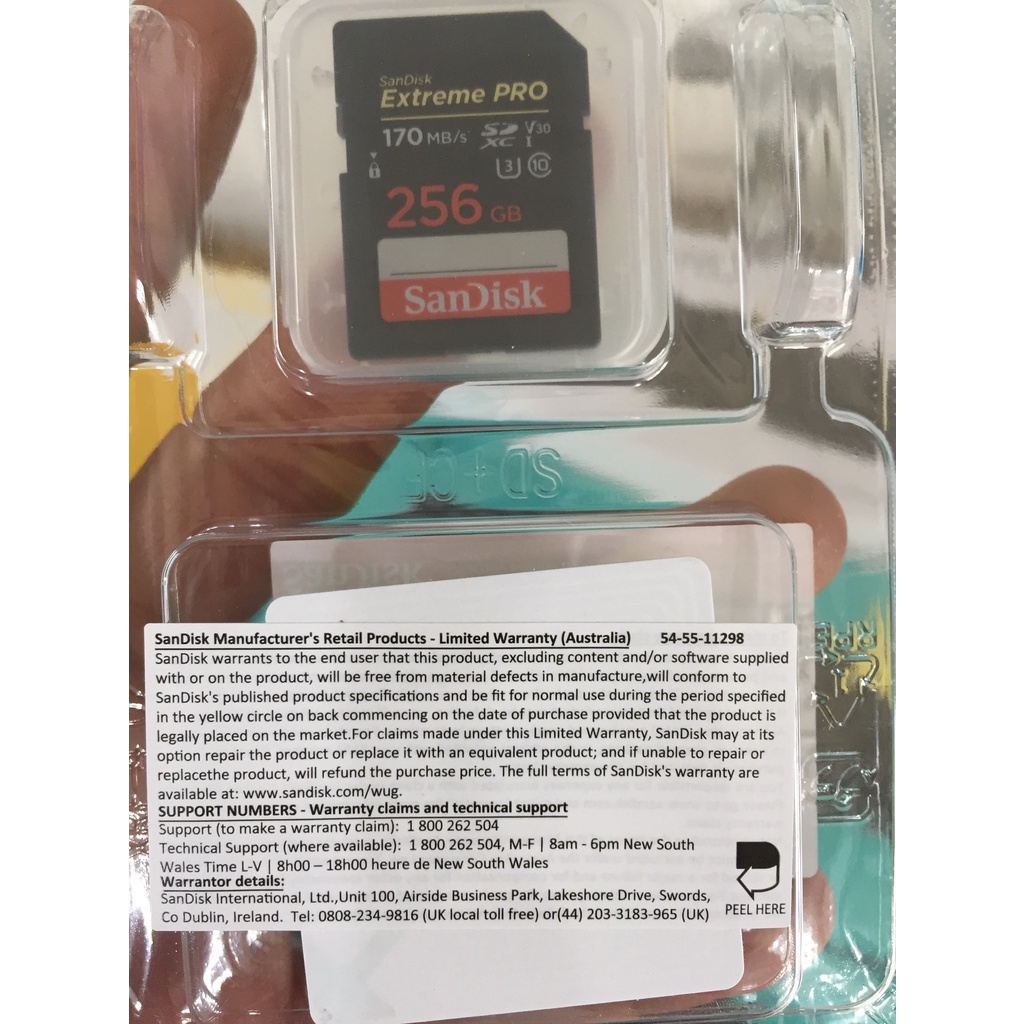 SanDisk
Extreme PRO
170 MB/s SD XC I V30
3 10
256 GB
SanDisk
SD + CF
SanDisk Manufacturer's Retail Products - Limited Warranty (Australia) 54-55-11298
SanDisk warrants to the end user that this product, excluding content and/or software supplied
with or on the product, will be free from material defects in manufacture,will conform to
SanDisk's published product specifications and be fit for normal use during the period specified
in the yellow circle on back commencing on the date of purchase provided that the product is
legally placed on the market.For claims made under this Limited Warranty, SanDisk may at its
option repair the product or replace it with an equivalent product; and if unable to repair or
replacethe product, will refund the purchase price. The full terms of SanDisk's warranty are
available at: www.sandisk.com/wug.
SUPPORT NUMBERS - Warranty claims and technical support
Support (to make a warranty claim): 1 800 262 504
Technical Support (where available): 1 800 262 504, M-F | 8am - 6pm New South
Wales Time L-V | 8h00 – 18h00 heure de New South Wales
Warrantor details:
SanDisk International, Ltd.,Unit 100, Airside Business Park, Lakeshore Drive, Swords,
Co Dublin, Ireland. Tel: 0808-234-9816 (UK local toll free) or(44) 203-3183-965 (UK)
PEEL HERE